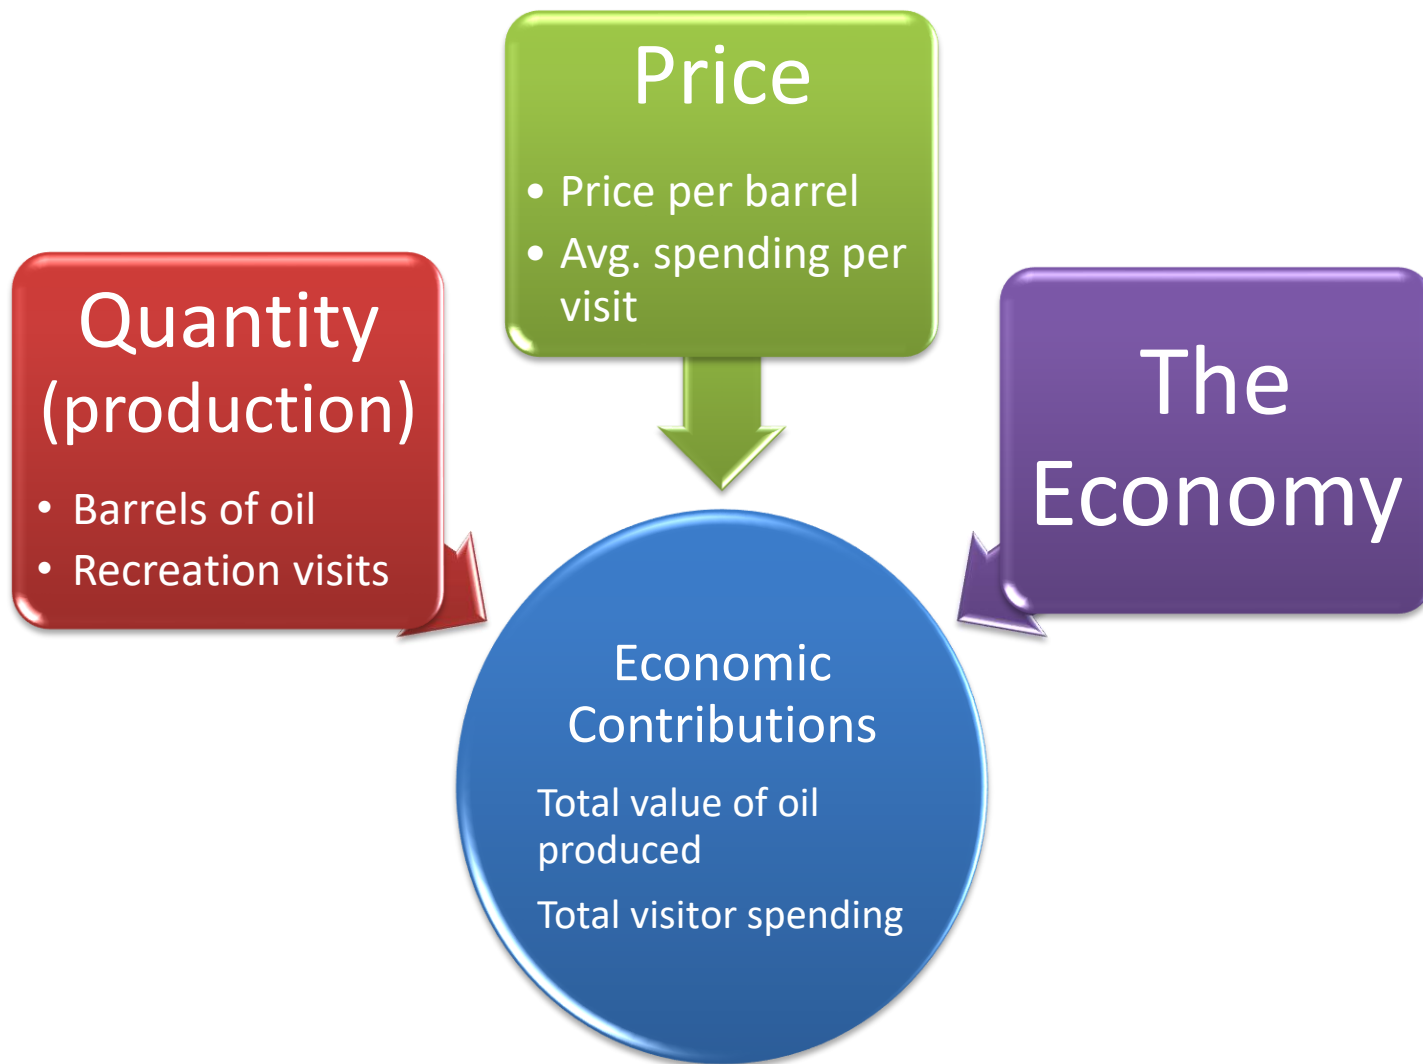 Price
• Price per barrel
• Avg. spending per
visit
Quantity
(production)
• Barrels of oil
• Recreation visits
The
Economy
Economic
Contributions
Total value of oil
produced
Total visitor spending